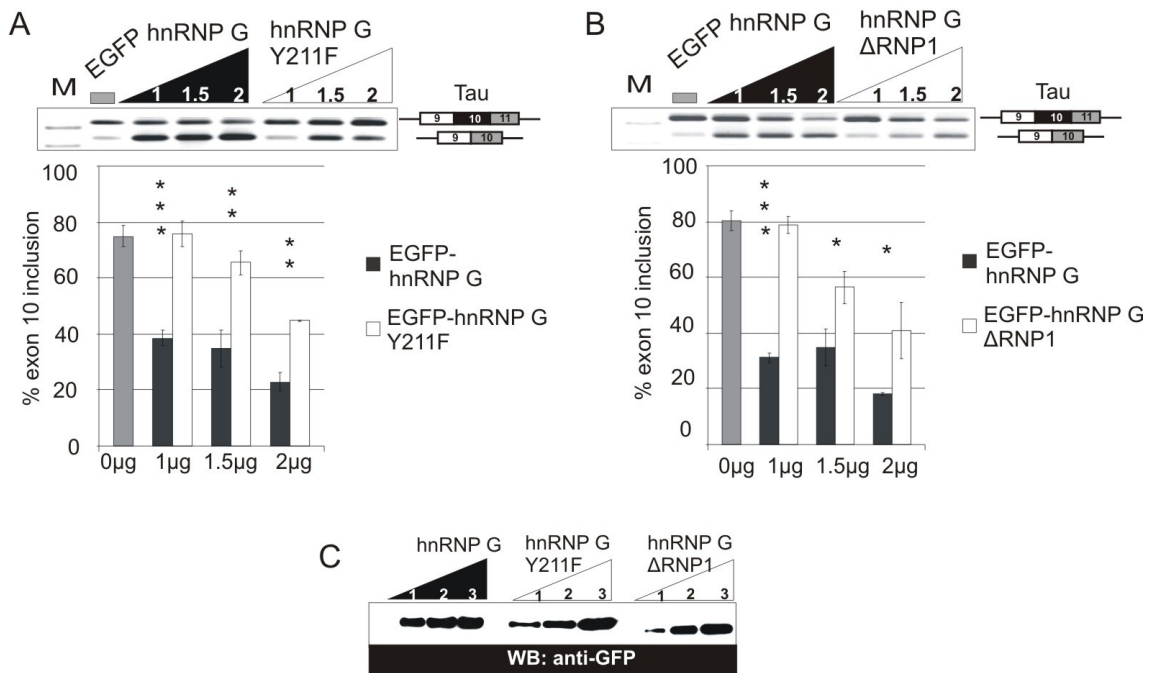 A
EGFP hnRNP G hnRNP G
Y211F
M
1 1.5 2 1 1.5 2
Tau
9 10 11
9 10
100
80
60
40
20
0
% exon 10 inclusion
* * *
* *
* *
0µg 1µg 1.5µg 2µg
EGFP-
hnRNP G
EGFP-hnRNP G
Y211F
B
EGFP hnRNP G hnRNP G
ΔRNP1
M
1 1.5 2 1 1.5 2
Tau
9 10 11
9 10
100
80
60
40
20
0
% exon 10 inclusion
* * *
*
*
0µg 1µg 1.5µg 2µg
EGFP-
hnRNP G
EGFP-hnRNP G
ΔRNP1
C
hnRNP G hnRNP G hnRNP G
Y211F ΔRNP1
1 2 3 1 2 3 1 2 3
WB: anti-GFP